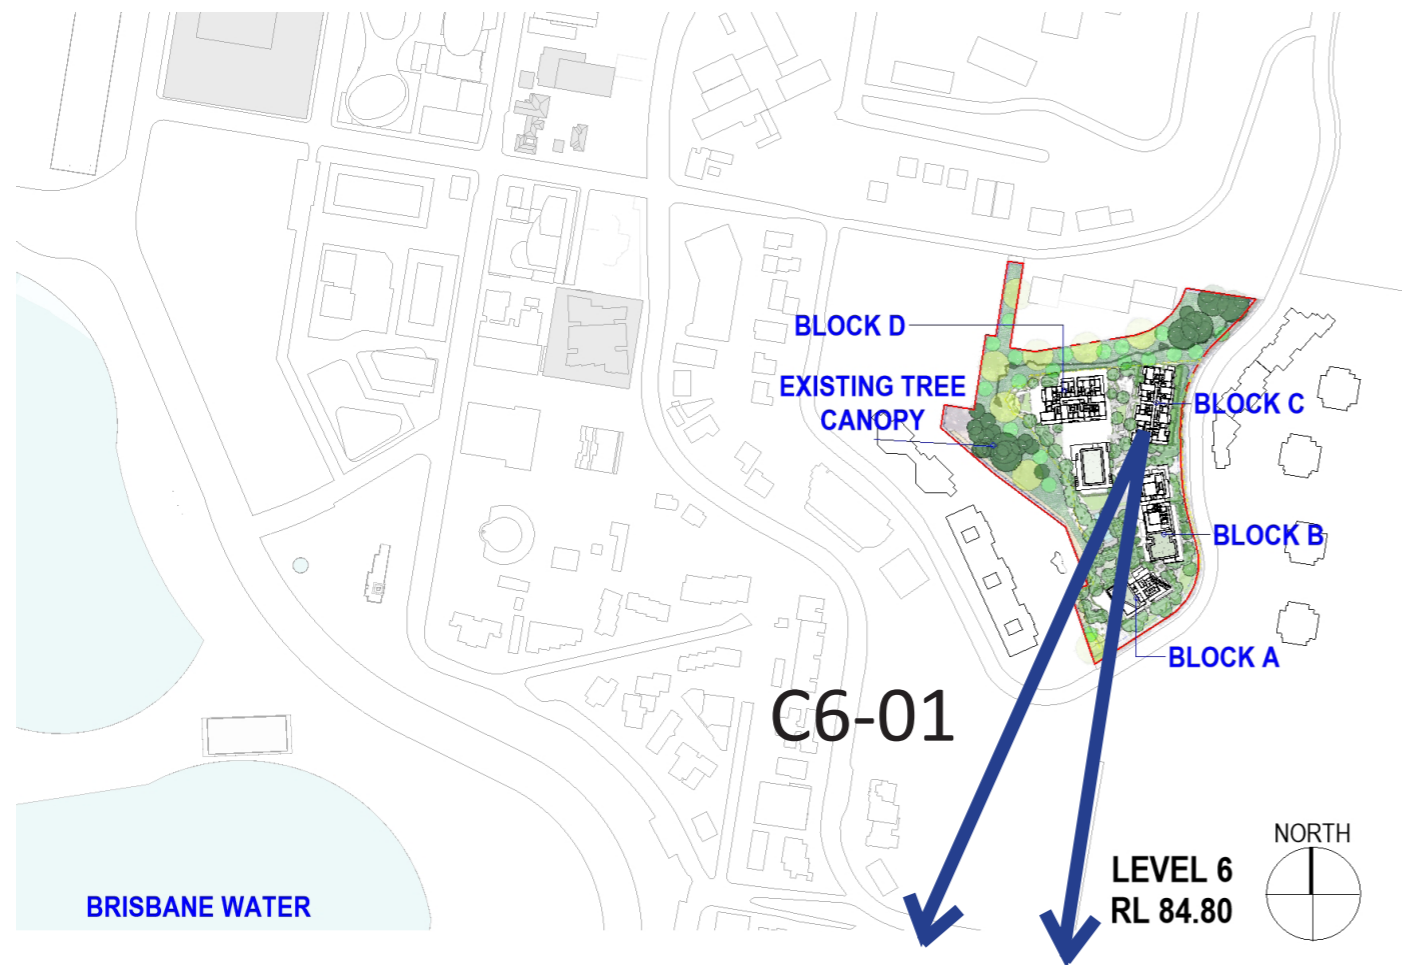 BLOCK D
EXISTING TREE
CANOPY
BLOCK C
BLOCK B
BLOCK A
C6-01
NORTH
LEVEL 6
RL 84.80
BRISBANE WATER